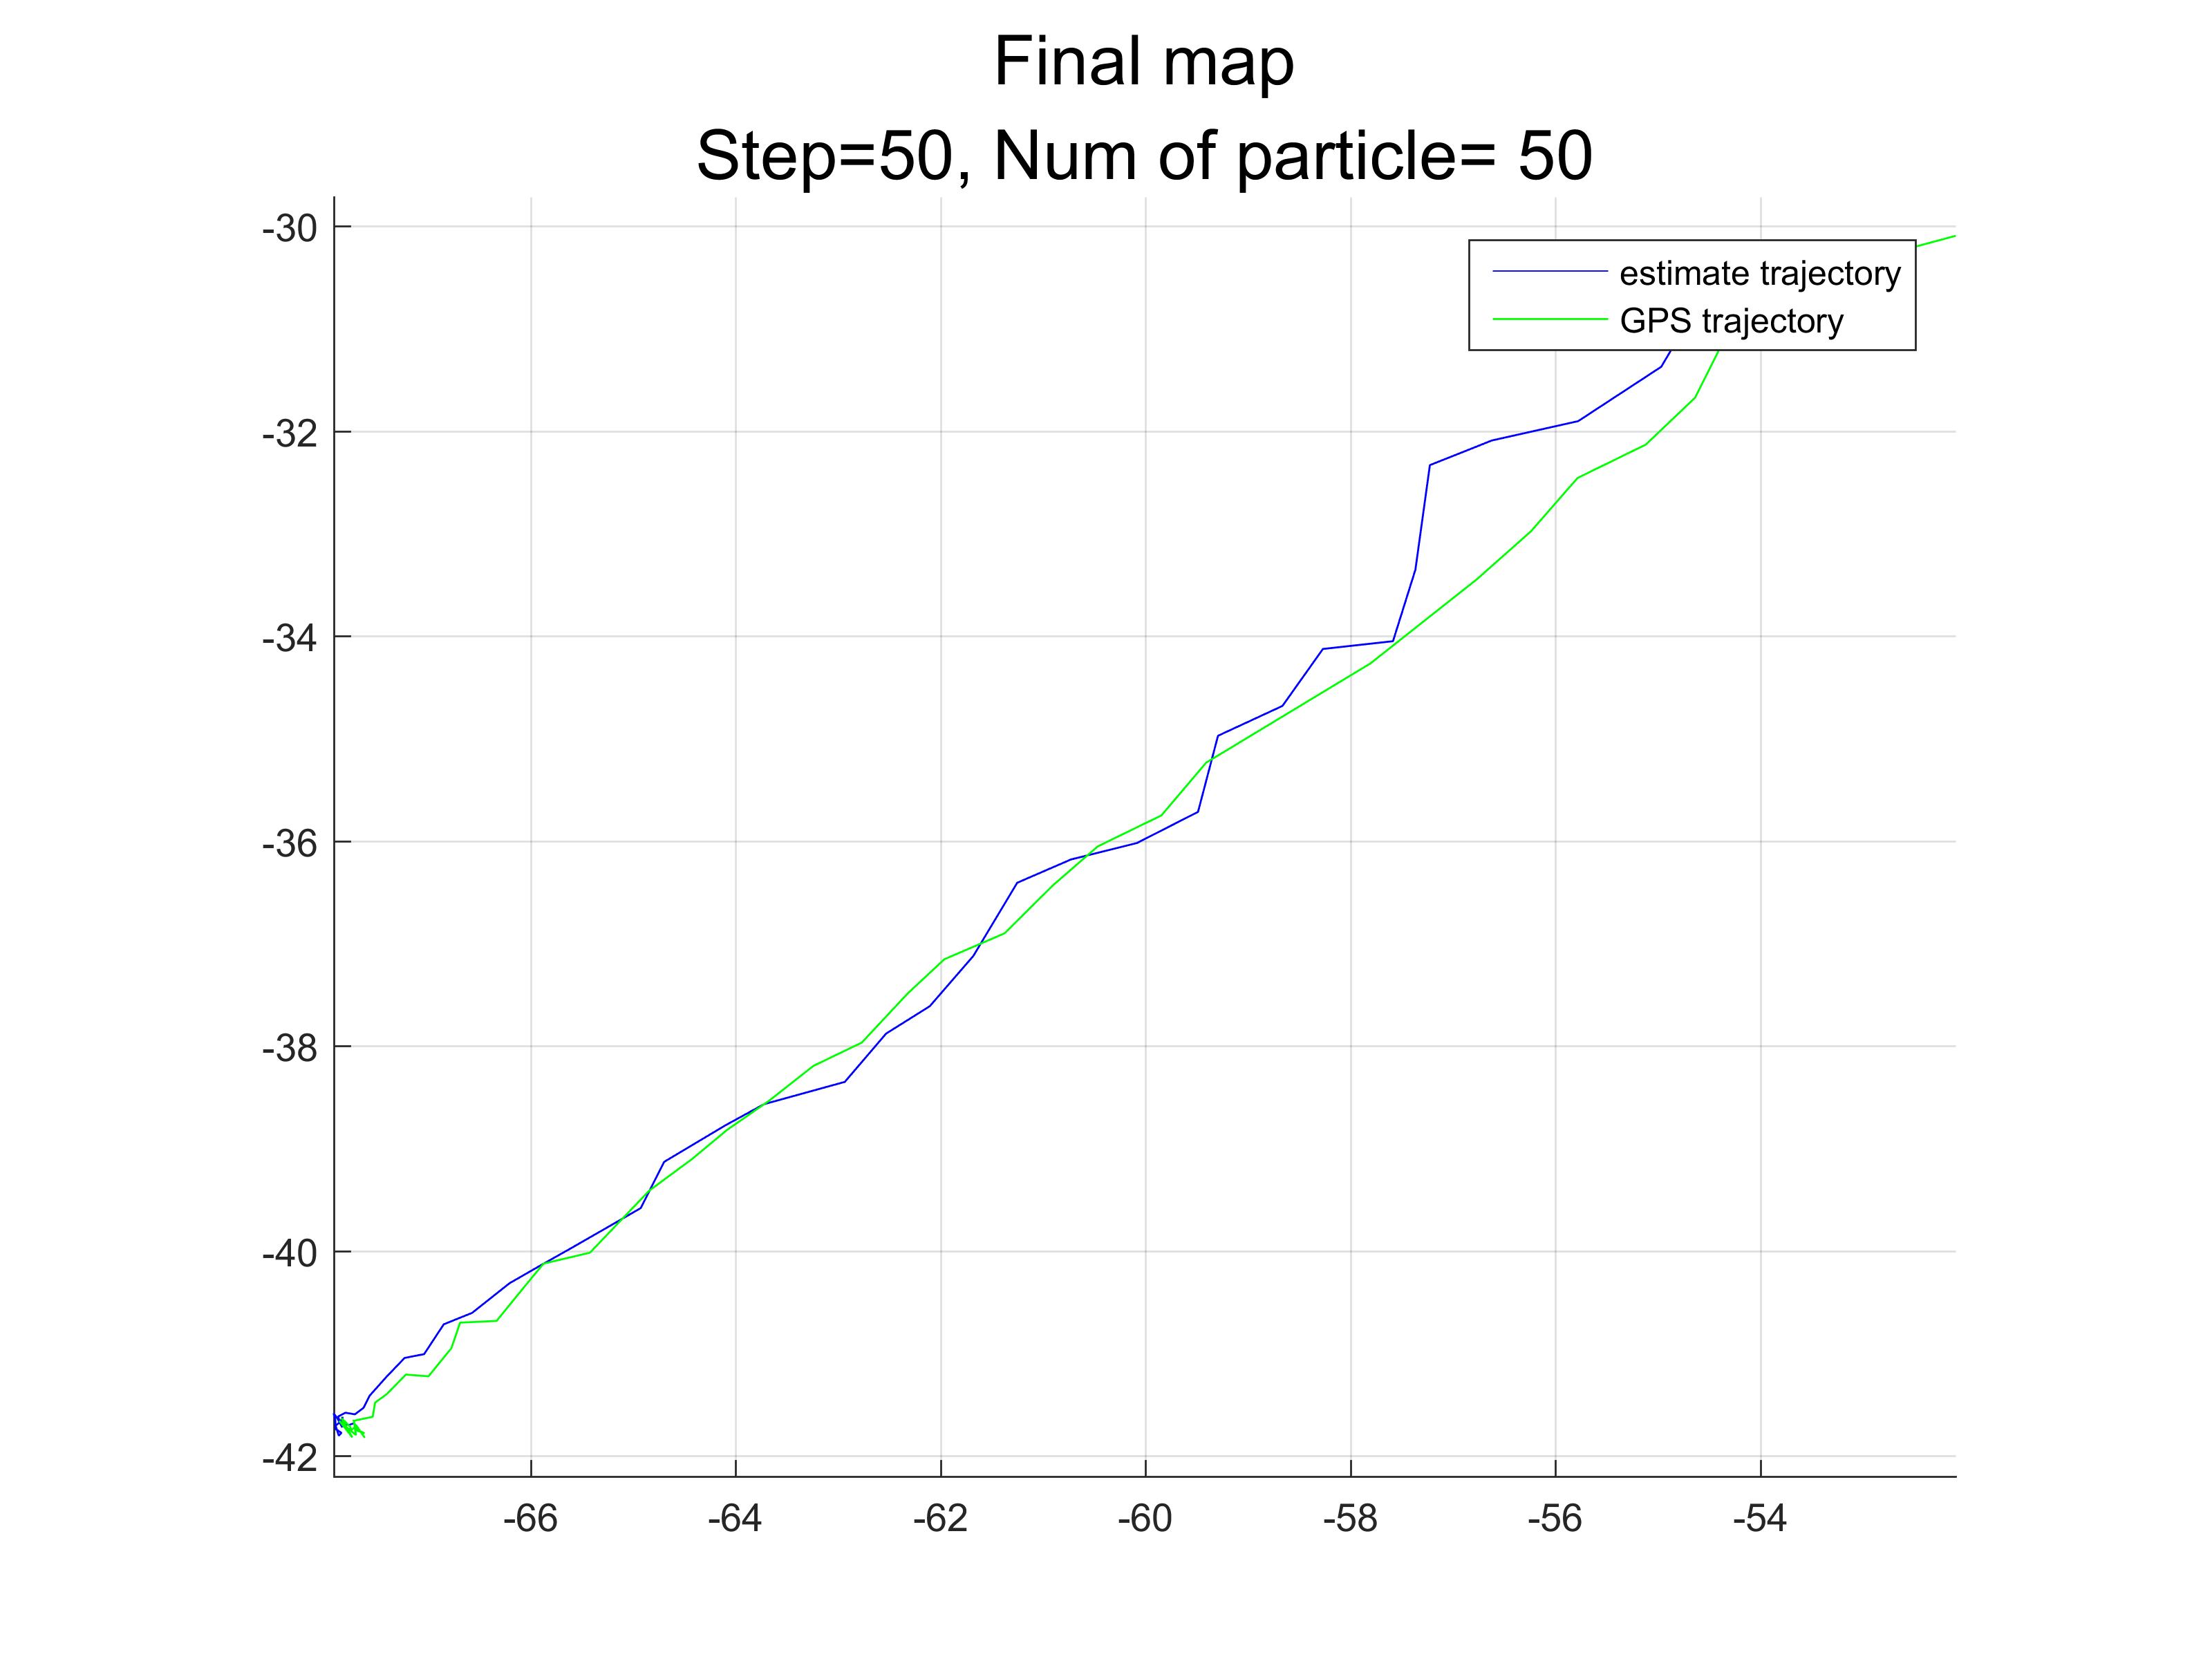 Final map
Step=50, Num of particle= 50
estimate trajectory
GPS trajectory
-30
-32
-34
-36
-38
-40
-42
-66 -64 -62 -60 -58 -56 -54